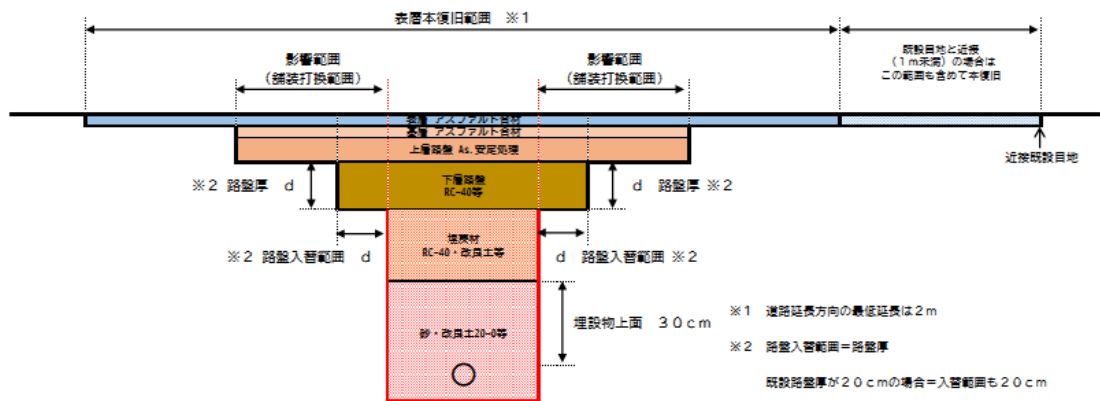 表層本復旧範囲 ※1
影響範囲
(舗装打換範囲)
影響範囲
(舗装打換範囲)
既設目地と近接
(1m未満)の場合は
この範囲も含めて本復旧
表層 アスファルト合材
基層 アスファルト合材
上層路盤 As.安定処理
近接既設目地
※2 路盤厚 d
下層路盤
RC-40等
d 路盤厚 ※2
※2 路盤入替範囲 d
埋戻材
RC-40・改良土等
d 路盤入替範囲 ※2
砂・改良土20-0等
埋設物上面 30cm
※1 道路延長方向の最低延長は2m
※2 路盤入替範囲=路盤厚
既設路盤厚が20cmの場合=入替範囲も20cm